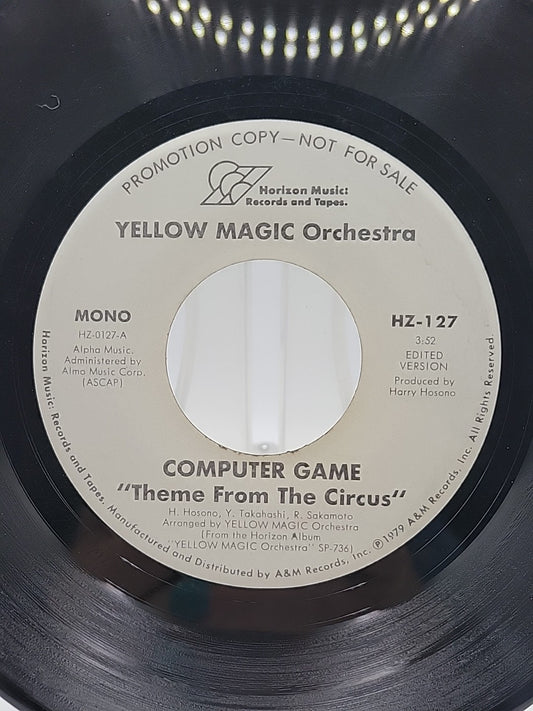 PROMOTION COPY—NOT FOR SALE
Horizon Music:
Records and Tapes.
YELLOW MAGIC Orchestra
MONO
HZ-0127-A
Alpha Music.
Administered by
Almo Music Corp.
(ASCAP)
HZ-127
3:52
EDITED
VERSION
Produced by
Harry Hosono
COMPUTER GAME
"Theme From The Circus"
H. Hosono, Y. Takahashi, R. Sakamoto
Arranged by YELLOW MAGIC Orchestra
(From the Horizon Album
"YELLOW MAGIC Orchestra" SP-736)
Horizon Music: Records and Tapes. Manufactured and Distributed by A&M Records, Inc. ℗1979 A&M Records, Inc. All Rights Reserved.